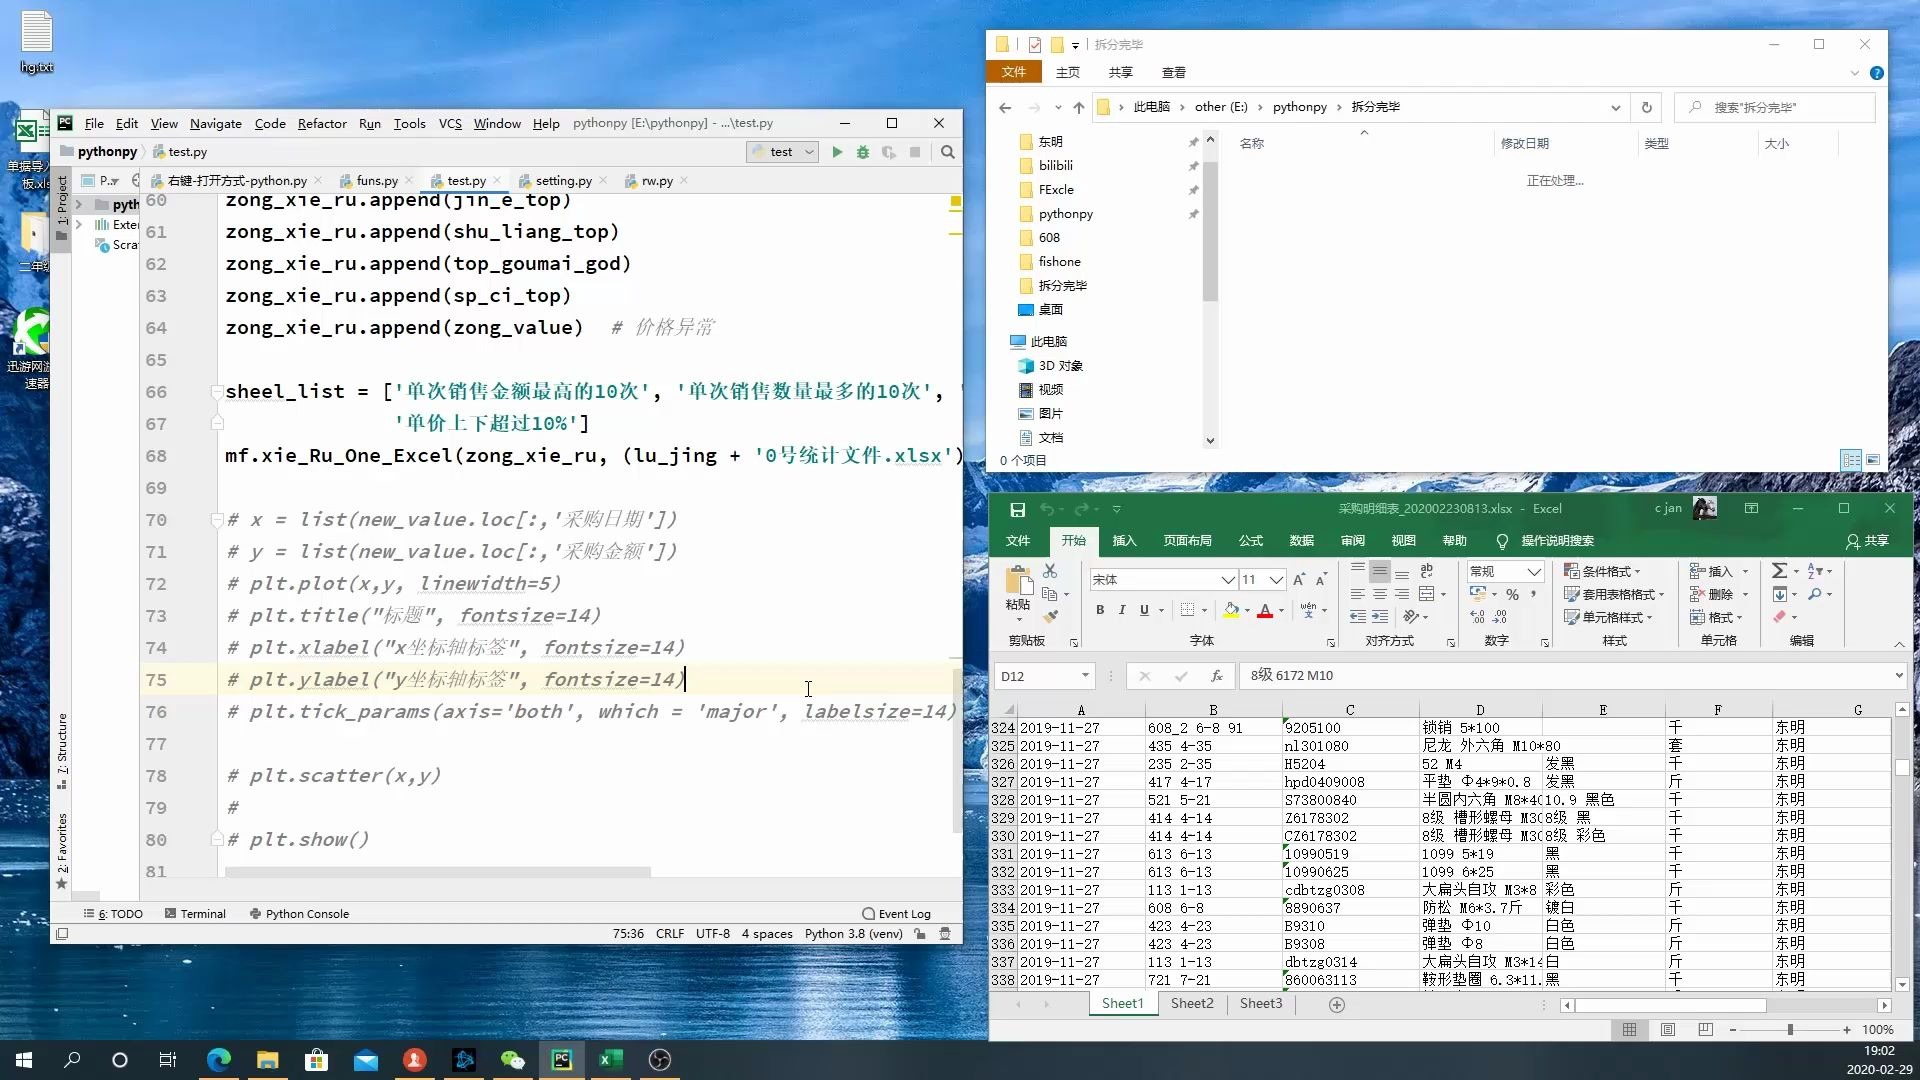 hg.txt
单据导入
板.xls
二年级
迅游网游
速器
File Edit View Navigate Code Refactor Run Tools VCS Window Help pythonpy [E:\pythonpy] - ...\test.py
pythonpy test.py
test
1: Project
P...
右键-打开方式-python.py funs.py test.py setting.py rw.py
pyth
Exter
Scra
60 zong_xie_ru.append(jin_e_top)
61 zong_xie_ru.append(shu_liang_top)
62 zong_xie_ru.append(top_goumai_god)
63 zong_xie_ru.append(sp_ci_top)
64 zong_xie_ru.append(zong_value) # 价格异常
65
66 sheel_list = ['单次销售金额最高的10次', '单次销售数量最多的10次', '
67 '单价上下超过10%']
68 mf.xie_Ru_One_Excel(zong_xie_ru, (lu_jing + '0号统计文件.xlsx')
69
70 # x = list(new_value.loc[:,'采购日期'])
71 # y = list(new_value.loc[:,'采购金额'])
72 # plt.plot(x,y, linewidth=5)
73 # plt.title("标题", fontsize=14)
74 # plt.xlabel("x坐标轴标签", fontsize=14)
75 # plt.ylabel("y坐标轴标签", fontsize=14)
76 # plt.tick_params(axis='both', which = 'major', labelsize=14)
77
78 # plt.scatter(x,y)
79 #
80 # plt.show()
81
7: Structure
2: Favorites
6: TODO Terminal Python Console Event Log
75:36 CRLF UTF-8 4 spaces Python 3.8 (venv)
拆分完毕
文件 主页 共享 查看
此电脑 other (E:) pythonpy 拆分完毕
搜索"拆分完毕"
名称 修改日期 类型 大小
正在处理...
东明
bilibili
FExcle
pythonpy
608
fishone
拆分完毕
桌面
此电脑
3D 对象
视频
图片
文档
0 个项目
采购明细表_202002230813.xlsx - Excel
c jan
文件 开始 插入 页面布局 公式 数据 审阅 视图 帮助 操作说明搜索 共享
粘贴
宋体 11
B I U
常规
条件格式
套用表格格式
单元格样式
插入
删除
格式
剪贴板 字体 对齐方式 数字 样式 单元格 编辑
D12 fx 8级 6172 M10
A B C D E F G
324 2019-11-27 608_2 6-8 91 9205100 锁销 5*100 千 东明
325 2019-11-27 435 4-35 nl301080 尼龙 外六角 M10*80 套 东明
326 2019-11-27 235 2-35 H5204 52 M4 发黑 千 东明
327 2019-11-27 417 4-17 hpd0409008 平垫 Φ4*9*0.8 发黑 斤 东明
328 2019-11-27 521 5-21 S73800840 半圆内六角 M8*40 10.9 黑色 千 东明
329 2019-11-27 414 4-14 Z6178302 8级 槽形螺母 M30 8级 黑 千 东明
330 2019-11-27 414 4-14 CZ6178302 8级 槽形螺母 M30 8级 彩色 千 东明
331 2019-11-27 613 6-13 10990519 1099 5*19 黑 千 东明
332 2019-11-27 613 6-13 10990625 1099 6*25 黑 千 东明
333 2019-11-27 113 1-13 cdbtzg0308 大扁头自攻 M3*8 彩色 斤 东明
334 2019-11-27 608 6-8 8890637 防松 M6*3.7斤 镀白 斤 东明
335 2019-11-27 423 4-23 B9310 弹垫 Φ10 白色 斤 东明
336 2019-11-27 423 4-23 B9308 弹垫 Φ8 白色 斤 东明
337 2019-11-27 113 1-13 dbtzg0314 大扁头自攻 M3*14 白 斤 东明
338 2019-11-27 721 7-21 860063113 鞍形垫圈 6.3*11. 黑 千 东明
Sheet1 Sheet2 Sheet3
100%
19:02
2020-02-29